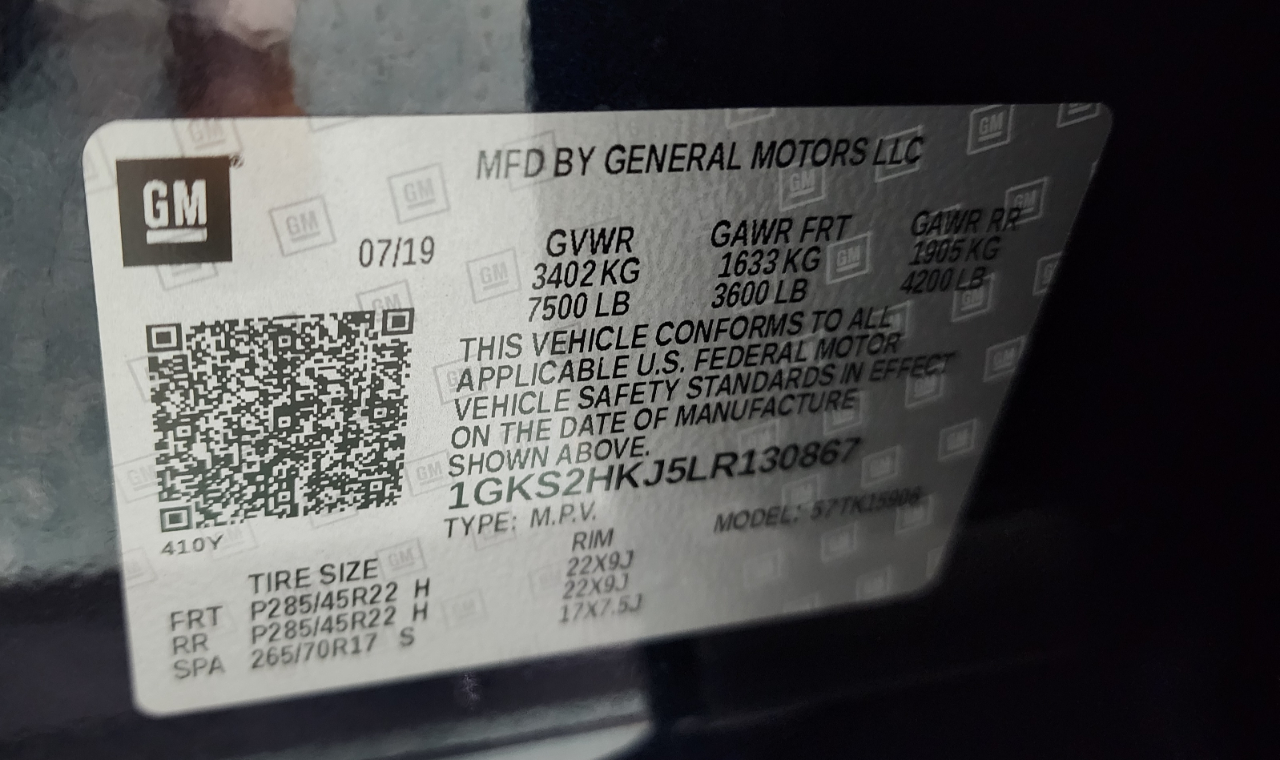 GM
MFD BY GENERAL MOTORS LLC
07/19
GVWR GAWR FRT GAWR RR
3402 KG 1633 KG 1905 KG
7500 LB 3600 LB 4200 LB
THIS VEHICLE CONFORMS TO ALL
APPLICABLE U.S. FEDERAL MOTOR
VEHICLE SAFETY STANDARDS IN EFFECT
ON THE DATE OF MANUFACTURE
SHOWN ABOVE.
1GKS2HKJ5LR130867
TYPE: M.P.V. MODEL:
410Y
TIRE SIZE RIM
FRT P285/45R22 H 22X9J
RR P285/45R22 H 22X9J
SPA 265/70R17 S 17X7.5J